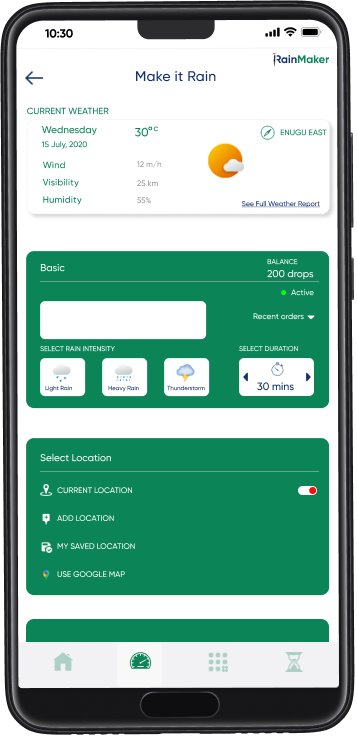 10:30
RainMaker
Make it Rain
CURRENT WEATHER
Wednesday 30°C ENUGU EAST
15 July, 2020
Wind 12 m/h
Visibility 25 km
Humidity 55% See Full Weather Report
Basic BALANCE
200 drops
Active
Recent orders
SELECT RAIN INTENSITY SELECT DURATION
Light Rain Heavy Rain Thunderstorm 30 mins
Select Location
CURRENT LOCATION
ADD LOCATION
MY SAVED LOCATION
USE GOOGLE MAP